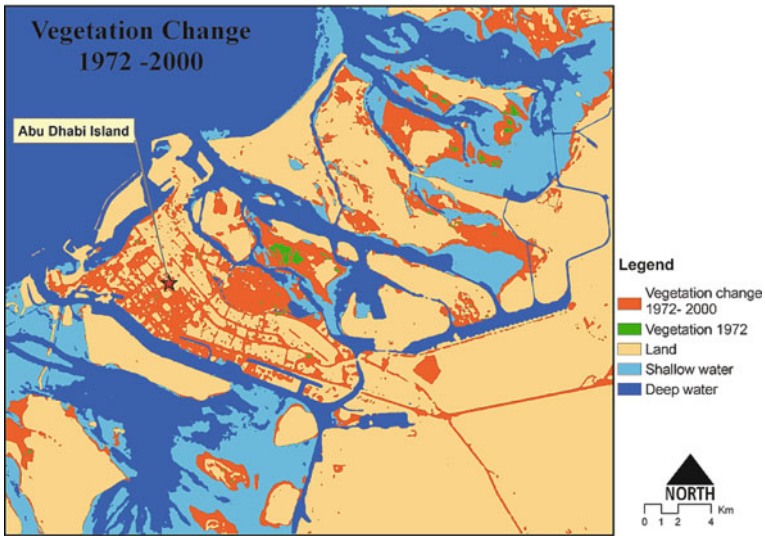 Vegetation Change
1972 -2000
Abu Dhabi Island
Legend
Vegetation change
1972- 2000
Vegetation 1972
Land
Shallow water
Deep water
NORTH
Km
0 1 2 4